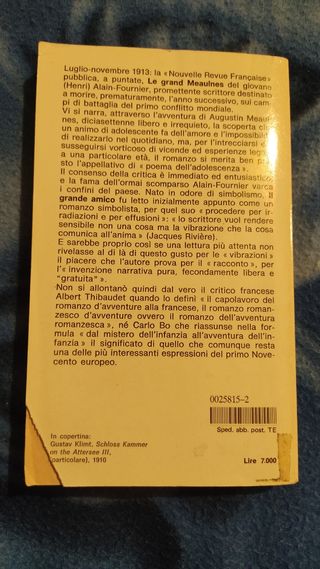 Luglio-novembre 1913: la « Nouvelle Revue Française »
pubblica, a puntate, Le grand Meaulnes del giovane
(Henri) Alain-Fournier, promettente scrittore destinato
a morire, prematuramente, l'anno successivo, sui cam-
pi di battaglia del primo conflitto mondiale.
Vi si narra, attraverso l'avventura di Augustin Meaul-
nes, diciasettenne libero e irrequieto, la scoperta che
un animo di adolescente fa dell'amore e l'impossibilità
di realizzarlo nel quotidiano, ma, per l'intrecciarsi e
susseguirsi vorticoso di vicende ed esperienze legate
a una particolare età, il romanzo si merita ben presto
l'appellativo di « poema dell'adolescenza ».
Il consenso della critica è immediato ed entusiastico
e la fama dell'ormai scomparso Alain-Fournier varca
i confini del paese. Nato in odore di simbolismo, Il
grande amico fu letto inizialmente appunto come un
romanzo simbolista, per quel suo « procedere per ir-
radiazioni e per effusioni » : « lo scrittore vuol rendere
sensibile non una cosa ma la vibrazione che la cosa
comunica all'anima » (Jacques Rivière).
E sarebbe proprio così se una lettura più attenta non
rivelasse al di là di questo gusto per le « vibrazioni »
il piacere che l'autore prova per il « racconto », per
l'« invenzione narrativa pura, fecondamente libera e
"gratuita" ».
Non si allontanò quindi dal vero il critico francese
Albert Thibaudet quando lo definì « il capolavoro del
romanzo d'avventure alla francese, il romanzo roman-
zesco d'avventure ovvero il romanzo dell'avventura
romanzesca », né Carlo Bo che riassunse nella for-
mula « dal mistero dell'infanzia all'avventura dell'in-
fanzia » il significato di quello che comunque resta
una delle più interessanti espressioni del primo Nove-
cento europeo.
0025815-2
Sped. abb. post. TE
In copertina:
Gustav Klimt, Schloss Kammer
on the Attersee III,
(particolare), 1910
Lire 7.000